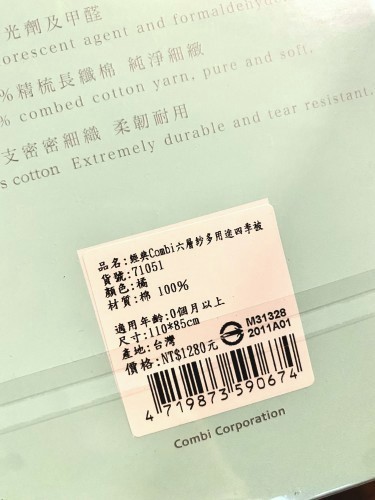 光劑及甲醛
orescent agent and formaldehyde
%精梳長纖棉 純淨細緻
% combed cotton yarn, pure and soft.
支密密細織 柔韌耐用
s cotton Extremely durable and tear resistant.
品名:經典Combi六層紗多用途四季被
貨號:71051
顏色:橘
材質:棉 100%
適用年齡:0個月以上
尺寸:110*85cm
產地:台灣
價格:NT$1280元
M31328
2011A01
4 719873 590674
Combi Corporation